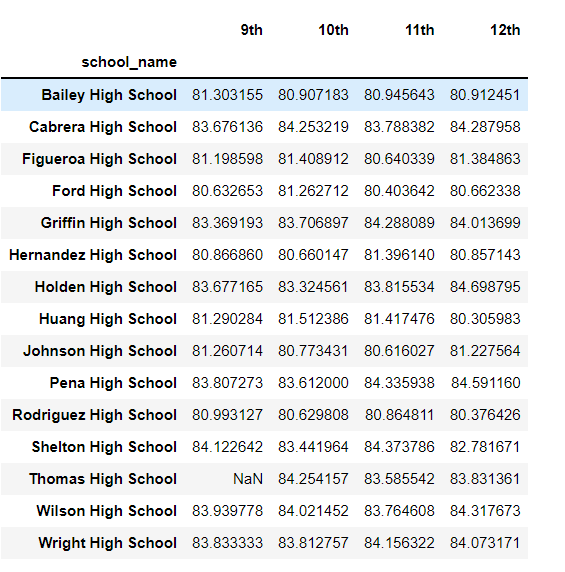 9th 10th 11th 12th
school_name
Bailey High School 81.303155 80.907183 80.945643 80.912451
Cabrera High School 83.676136 84.253219 83.788382 84.287958
Figueroa High School 81.198598 81.408912 80.640339 81.384863
Ford High School 80.632653 81.262712 80.403642 80.662338
Griffin High School 83.369193 83.706897 84.288089 84.013699
Hernandez High School 80.866860 80.660147 81.396140 80.857143
Holden High School 83.677165 83.324561 83.815534 84.698795
Huang High School 81.290284 81.512386 81.417476 80.305983
Johnson High School 81.260714 80.773431 80.616027 81.227564
Pena High School 83.807273 83.612000 84.335938 84.591160
Rodriguez High School 80.993127 80.629808 80.864811 80.376426
Shelton High School 84.122642 83.441964 84.373786 82.781671
Thomas High School NaN 84.254157 83.585542 83.831361
Wilson High School 83.939778 84.021452 83.764608 84.317673
Wright High School 83.833333 83.812757 84.156322 84.073171